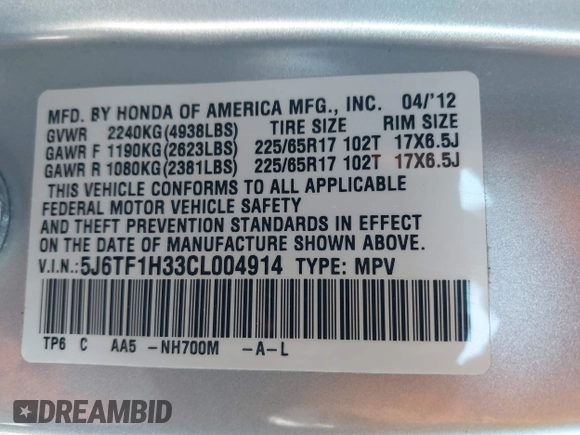 MFD. BY HONDA OF AMERICA MFG., INC. 04/'12
GVWR 2240KG(4938LBS) TIRE SIZE RIM SIZE
GAWR F 1190KG(2623LBS) 225/65R17 102T 17X6.5J
GAWR R 1080KG(2381LBS) 225/65R17 102T 17X6.5J
THIS VEHICLE CONFORMS TO ALL APPLICABLE
FEDERAL MOTOR VEHICLE SAFETY
AND THEFT PREVENTION STANDARDS IN EFFECT
ON THE DATE OF MANUFACTURE SHOWN ABOVE.
V.I.N.: 5J6TF1H33CL004914 TYPE: MPV
TP6 C AA5 -NH700M -A-L
DREAMBID